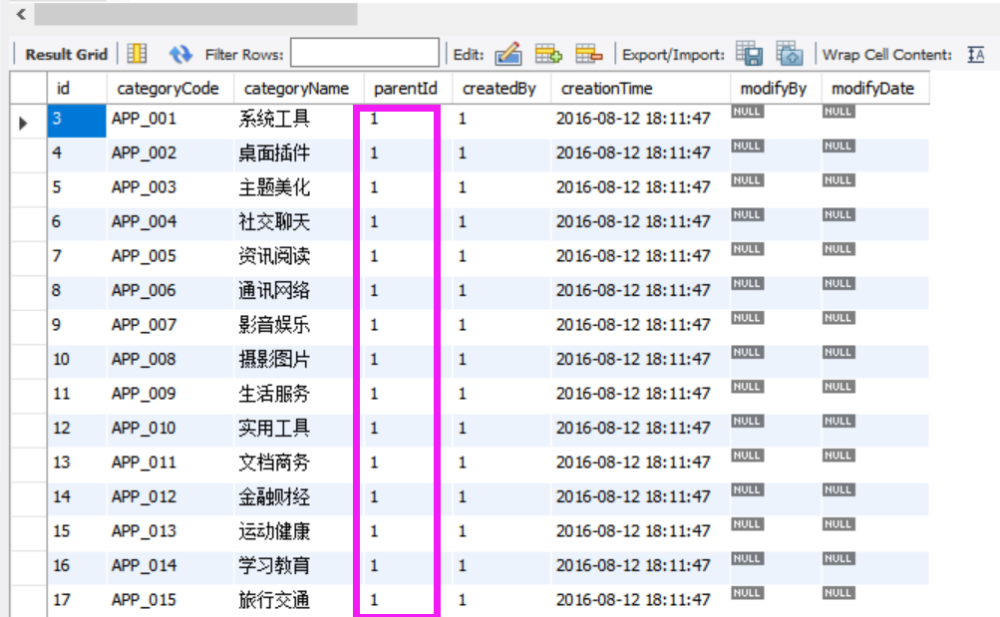 Result Grid Filter Rows: Edit: Export/Import: Wrap Cell Content:
id categoryCode categoryName parentId createdBy creationTime modifyBy modifyDate
3 APP_001 系统工具 1 1 2016-08-12 18:11:47 NULL NULL
4 APP_002 桌面插件 1 1 2016-08-12 18:11:47 NULL NULL
5 APP_003 主题美化 1 1 2016-08-12 18:11:47 NULL NULL
6 APP_004 社交聊天 1 1 2016-08-12 18:11:47 NULL NULL
7 APP_005 资讯阅读 1 1 2016-08-12 18:11:47 NULL NULL
8 APP_006 通讯网络 1 1 2016-08-12 18:11:47 NULL NULL
9 APP_007 影音娱乐 1 1 2016-08-12 18:11:47 NULL NULL
10 APP_008 摄影图片 1 1 2016-08-12 18:11:47 NULL NULL
11 APP_009 生活服务 1 1 2016-08-12 18:11:47 NULL NULL
12 APP_010 实用工具 1 1 2016-08-12 18:11:47 NULL NULL
13 APP_011 文档商务 1 1 2016-08-12 18:11:47 NULL NULL
14 APP_012 金融财经 1 1 2016-08-12 18:11:47 NULL NULL
15 APP_013 运动健康 1 1 2016-08-12 18:11:47 NULL NULL
16 APP_014 学习教育 1 1 2016-08-12 18:11:47 NULL NULL
17 APP_015 旅行交通 1 1 2016-08-12 18:11:47 NULL NULL